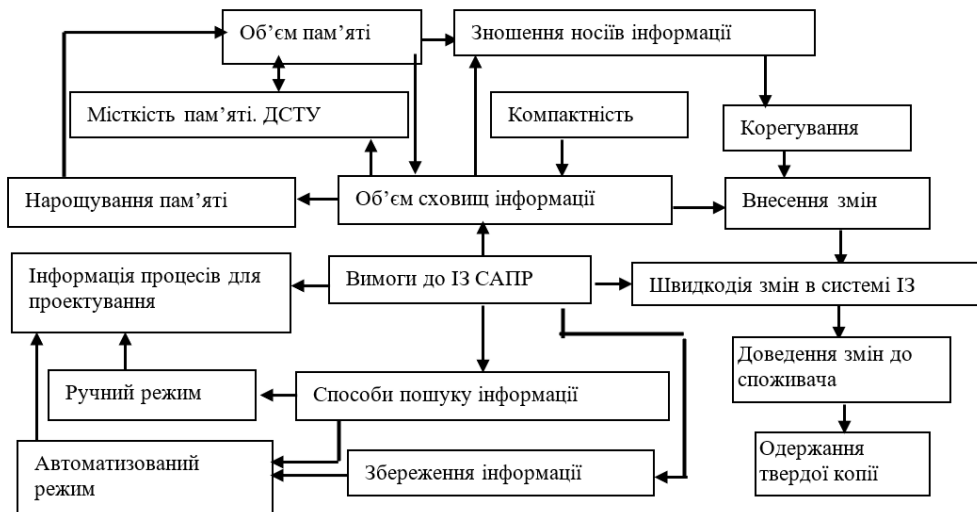 Об’єм пам’яті
Зношення носіїв інформації
Місткість пам’яті. ДСТУ
Компактність
Корегування
Нарощування пам’яті
Об’єм сховищ інформації
Внесення змін
Інформація процесів для
проектування
Вимоги до ІЗ САПР
Швидкодія змін в системі ІЗ
Доведення змін до
споживача
Ручний режим
Способи пошуку інформації
Автоматизований
режим
Збереження інформації
Одержання
твердої копії